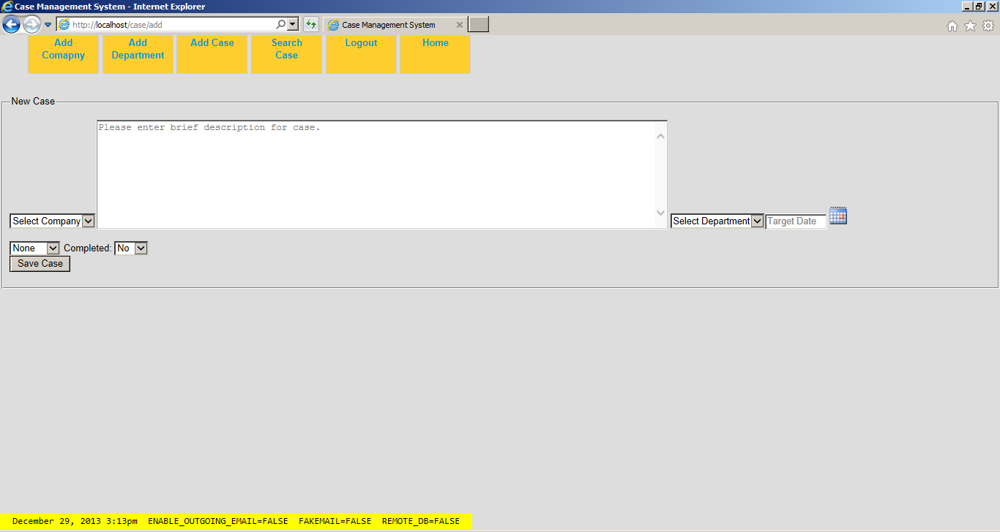 Case Management System - Internet Explorer
http://localhost/case/add
Case Management System
Add
Comapny
Add
Department
Add Case
Search
Case
Logout
Home
New Case
Please enter brief description for case.
Select Company
Select Department
Target Date
None
Completed:
No
Save Case
December 29, 2013 3:13pm ENABLE_OUTGOING_EMAIL=FALSE FAKEMAIL=FALSE REMOTE_DB=FALSE